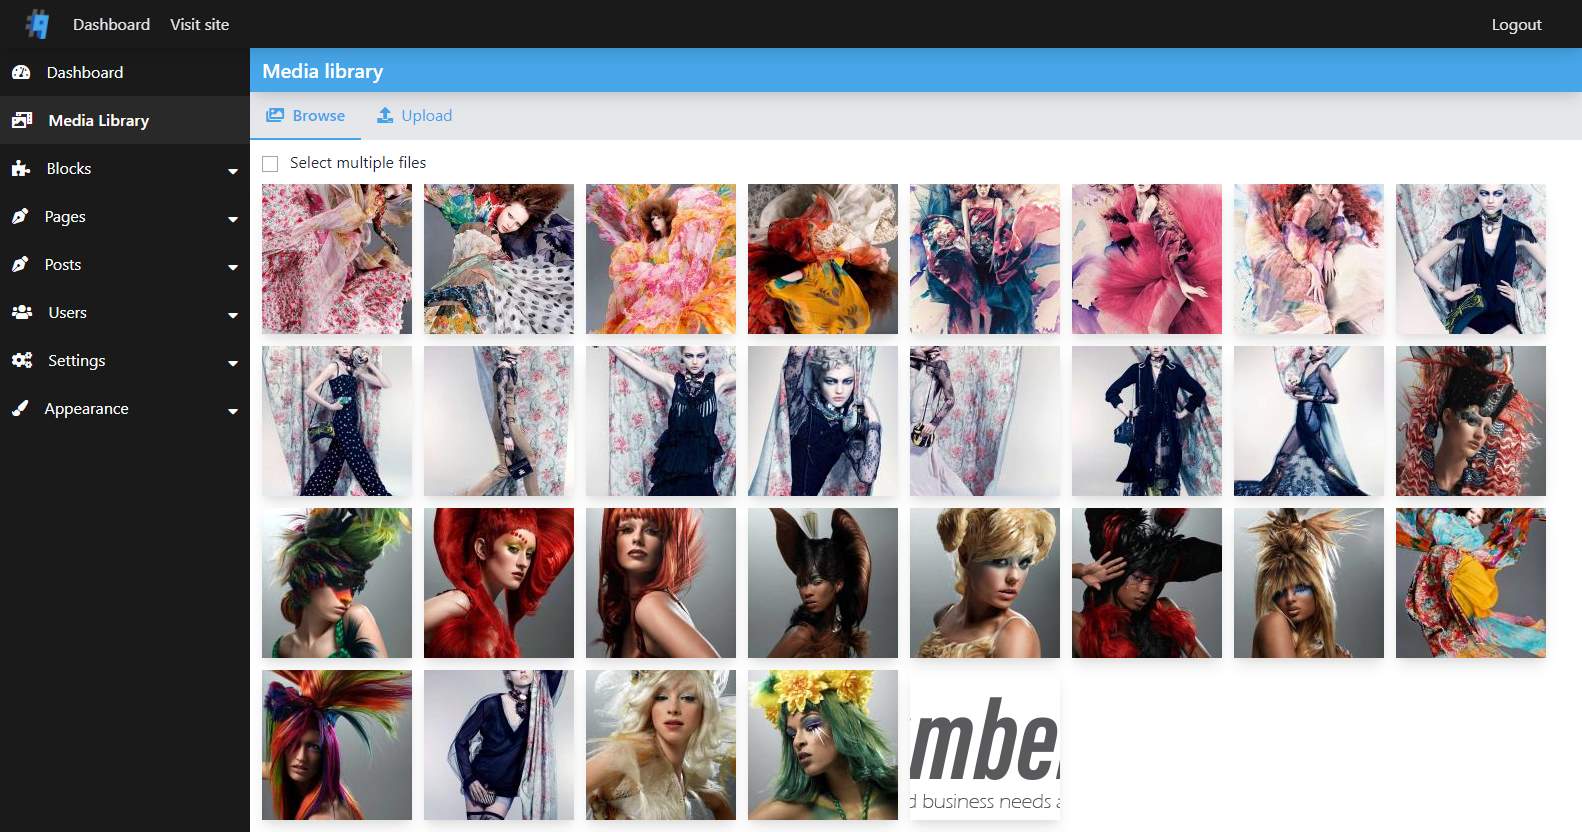 Dashboard Visit site Logout
Dashboard
Media Library
Blocks
Pages
Posts
Users
Settings
Appearance
Media library
Browse Upload
Select multiple files
mbe
d business needs a